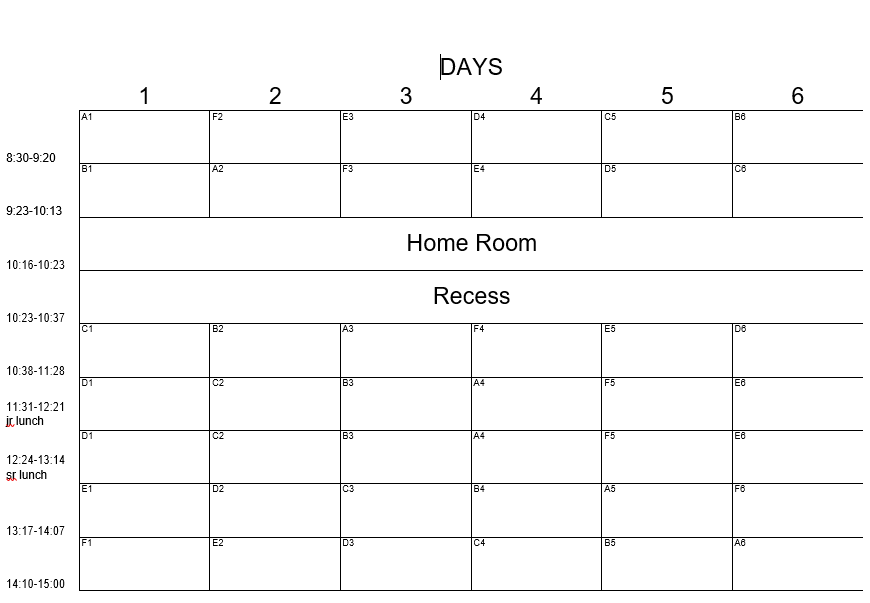 DAYS
1 2 3 4 5 6
A1 F2 E3 D4 C5 B6
8:30-9:20
B1 A2 F3 E4 D5 C6
9:23-10:13
Home Room
10:16-10:23
Recess
10:23-10:37
C1 B2 A3 F4 E5 D6
10:38-11:28
D1 C2 B3 A4 F5 E6
11:31-12:21
jr lunch
D1 C2 B3 A4 F5 E6
12:24-13:14
sr lunch
E1 D2 C3 B4 A5 F6
13:17-14:07
F1 E2 D3 C4 B5 A6
14:10-15:00